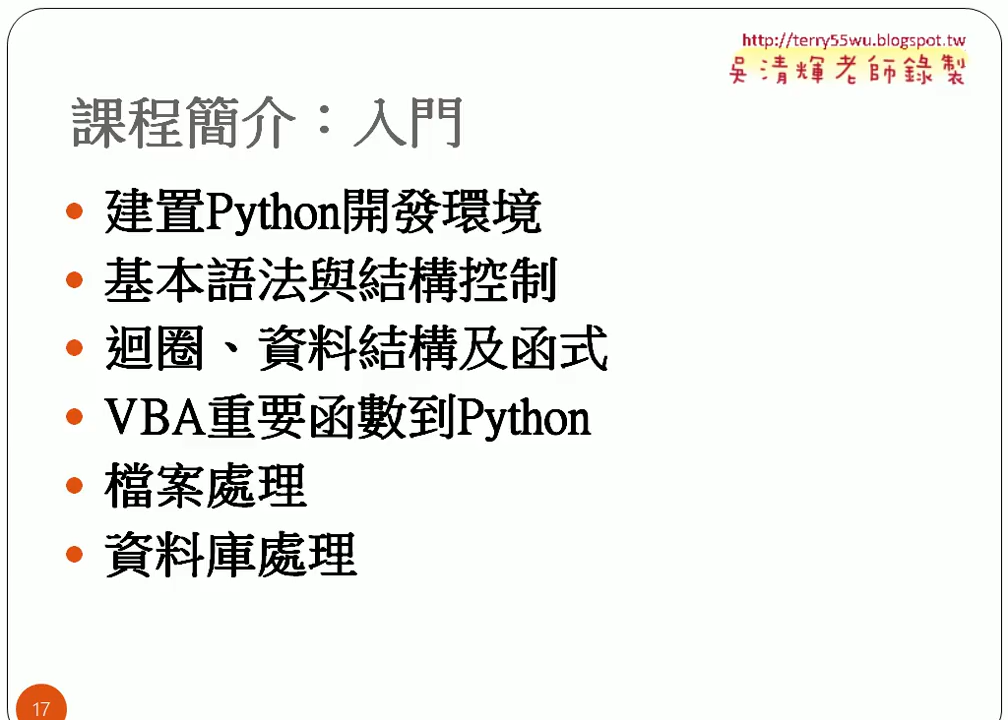 http://terry55wu.blogspot.tw
吳清輝老師錄製
課程簡介：入門
建置Python開發環境
基本語法與結構控制
迴圈、資料結構及函式
VBA重要函數到Python
檔案處理
資料庫處理
17